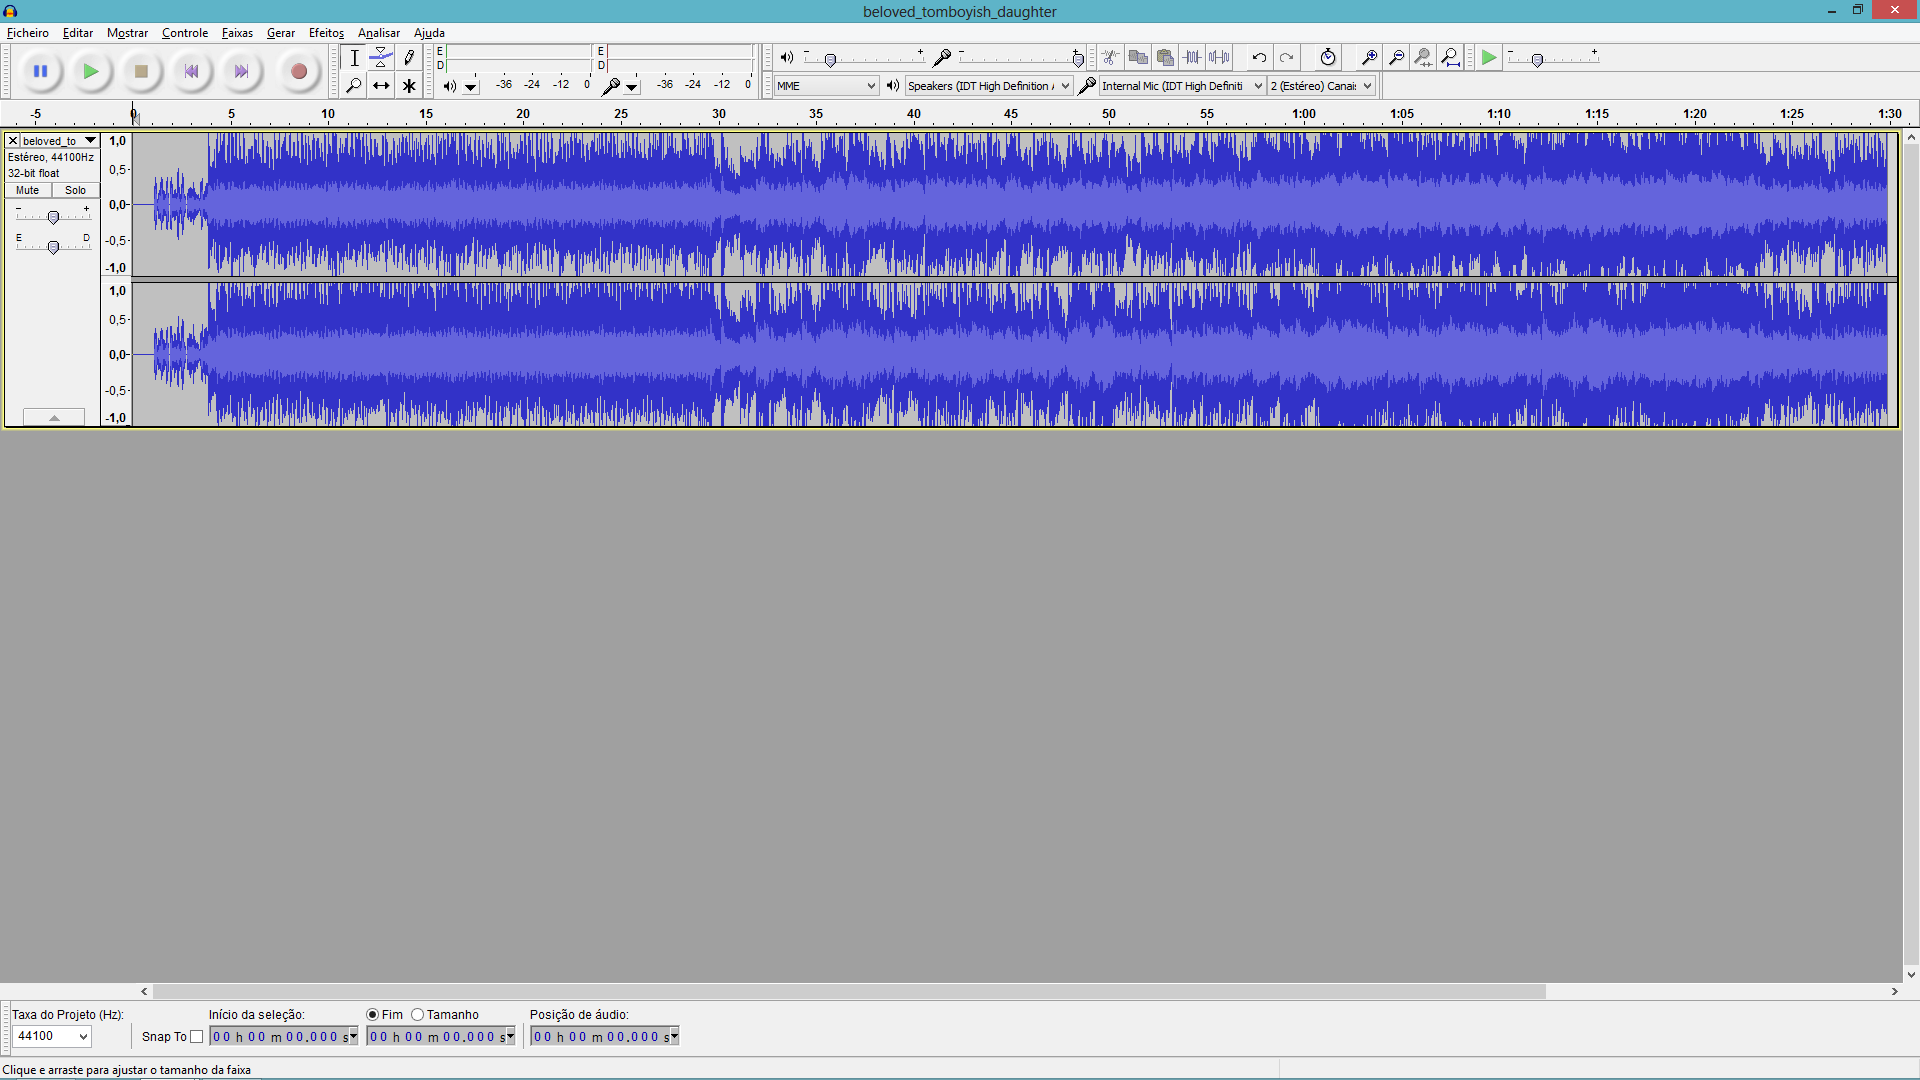 beloved_tomboyish_daughter
Ficheiro Editar Mostrar Controle Faixas Gerar Efeitos Analisar Ajuda
E D -36 -24 -12 0 E D -36 -24 -12 0
- + - + - +
MME Speakers (IDT High Definition Internal Mic (IDT High Definiti 2 (Estéreo) Canais
-5 0 5 10 15 20 25 30 35 40 45 50 55 1:00 1:05 1:10 1:15 1:20 1:25 1:30
beloved_to
Estéreo, 44100Hz
32-bit float
Mute Solo
- +
E D
1,0
0,5-
0,0-
-0,5-
-1,0
1,0
0,5-
0,0-
-0,5-
-1,0
Taxa do Projeto (Hz):
44100
Snap To
Início da seleção:
00 h 00 m 00.000 s
Fim Tamanho
00 h 00 m 00.000 s
Posição de áudio:
00 h 00 m 00.000 s
Clique e arraste para ajustar o tamanho da faixa